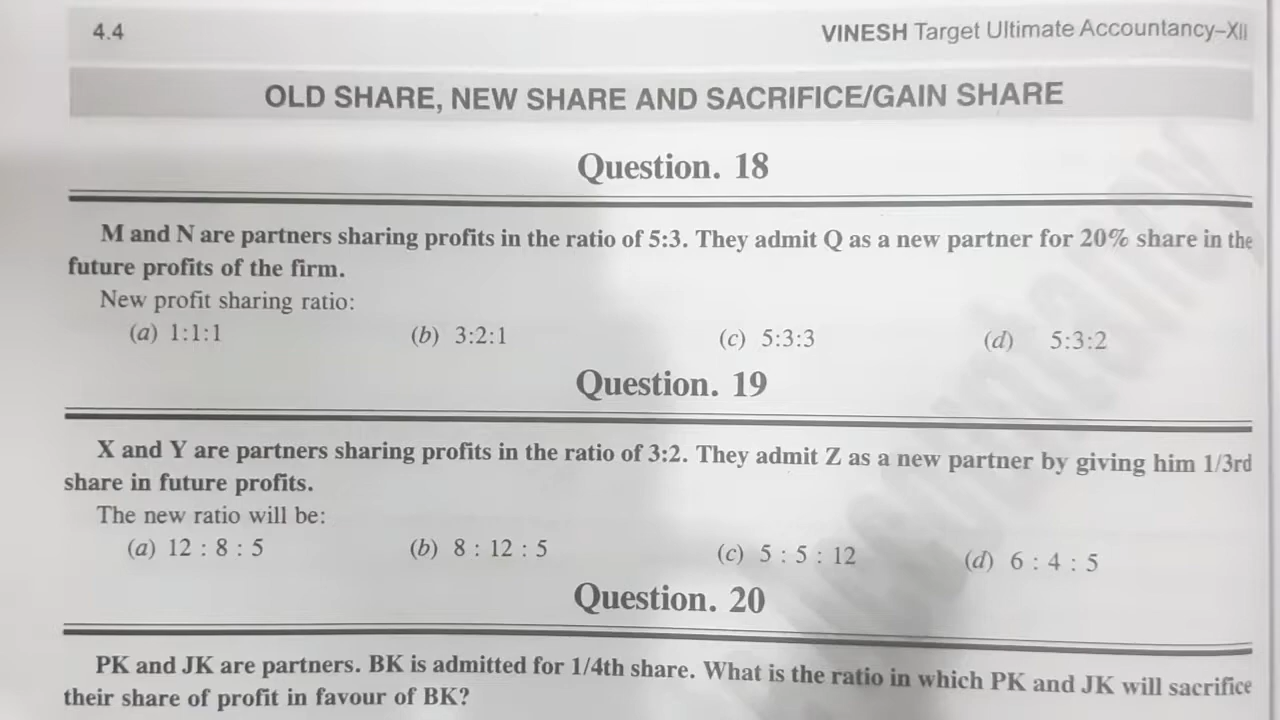 4.4
VINESH Target Ultimate Accountancy–XII
OLD SHARE, NEW SHARE AND SACRIFICE/GAIN SHARE
Question. 18
M and N are partners sharing profits in the ratio of 5:3. They admit Q as a new partner for 20% share in the
future profits of the firm.
New profit sharing ratio:
(a) 1:1:1 (b) 3:2:1 (c) 5:3:3 (d) 5:3:2
Question. 19
X and Y are partners sharing profits in the ratio of 3:2. They admit Z as a new partner by giving him 1/3rd
share in future profits.
The new ratio will be:
(a) 12 : 8 : 5 (b) 8 : 12 : 5 (c) 5 : 5 : 12 (d) 6 : 4 : 5
Question. 20
PK and JK are partners. BK is admitted for 1/4th share. What is the ratio in which PK and JK will sacrifice
their share of profit in favour of BK?